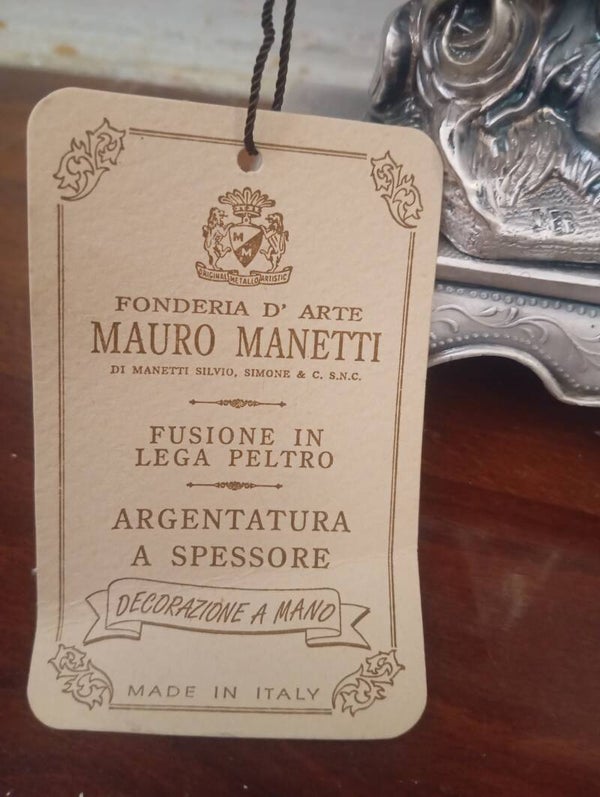 M M
ORIGINAL METALLO ARTISTIC
FONDERIA D' ARTE
MAURO MANETTI
DI MANETTI SILVIO, SIMONE & C. S.N.C.
FUSIONE IN
LEGA PELTRO
ARGENTATURA
A SPESSORE
DECORAZIONE A MANO
MADE IN ITALY